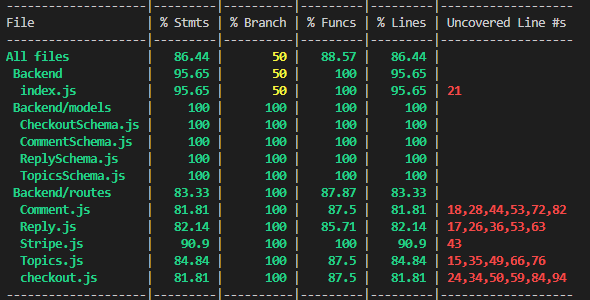 -------------------|---------|----------|---------|---------|-------------------
File               | % Stmts | % Branch | % Funcs | % Lines | Uncovered Line #s
-------------------|---------|----------|---------|---------|-------------------
All files          |   86.44 |       50 |   88.57 |   86.44 |
 Backend           |   95.65 |       50 |     100 |   95.65 |
  index.js         |   95.65 |       50 |     100 |   95.65 | 21
 Backend/models    |     100 |      100 |     100 |     100 |
  CheckoutSchema.js |     100 |      100 |     100 |     100 |
  CommentSchema.js |     100 |      100 |     100 |     100 |
  ReplySchema.js   |     100 |      100 |     100 |     100 |
  TopicsSchema.js  |     100 |      100 |     100 |     100 |
 Backend/routes    |   83.33 |      100 |   87.87 |   83.33 |
  Comment.js       |   81.81 |      100 |    87.5 |   81.81 | 18,28,44,53,72,82
  Reply.js         |   82.14 |      100 |   85.71 |   82.14 | 17,26,36,53,63
  Stripe.js        |    90.9 |      100 |     100 |    90.9 | 43
  Topics.js        |   84.84 |      100 |    87.5 |   84.84 | 15,35,49,66,76
  checkout.js      |   81.81 |      100 |    87.5 |   81.81 | 24,34,50,59,84,94
-------------------|---------|----------|---------|---------|-------------------